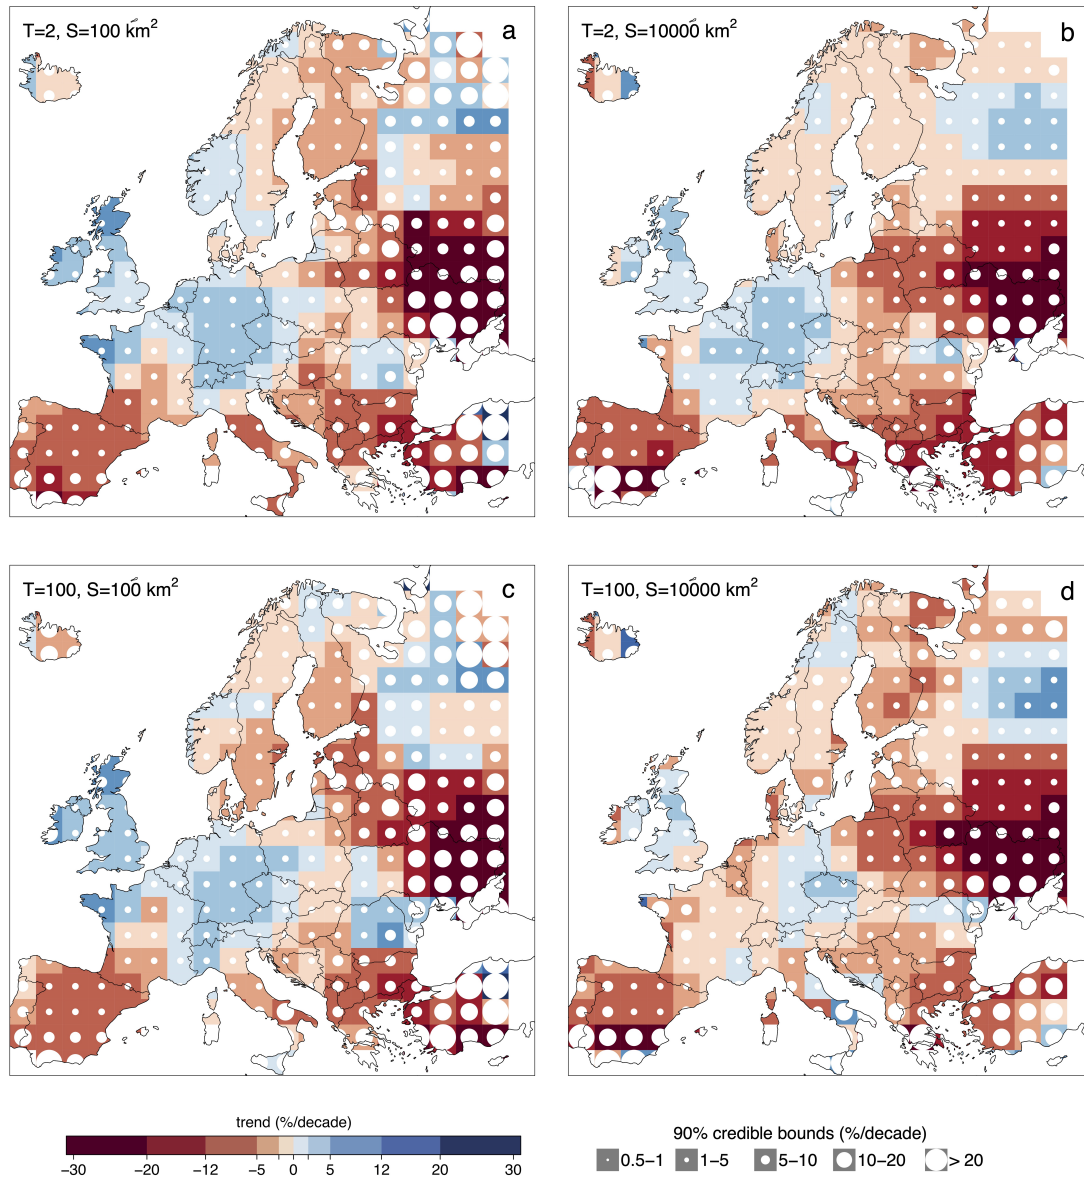 T=2, S=100 km²
a
T=2, S=10000 km²
b
T=100, S=100 km²
c
T=100, S=10000 km²
d
trend (%/decade)
−30 −20 −12 −5 0 2 5 12 20 30
90% credible bounds (%/decade)
0.5−1 1−5 5−10 10−20 > 20